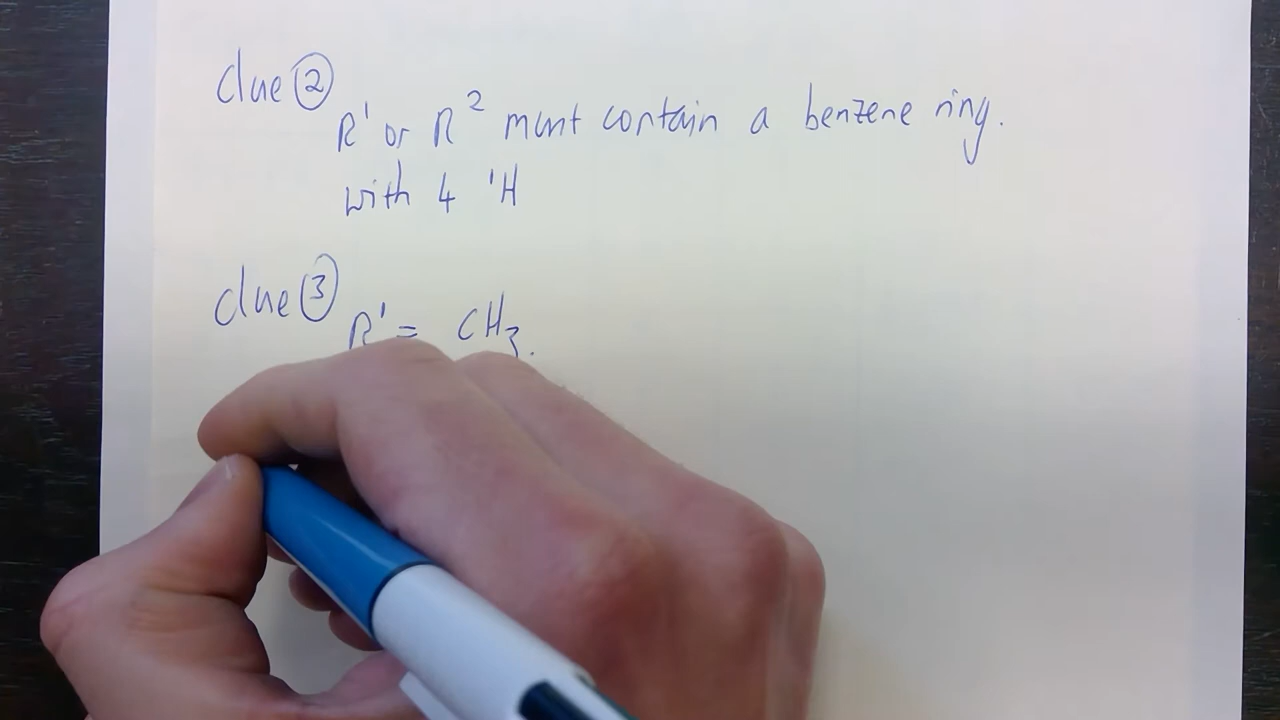 clue ②
R¹ or R² must contain a benzene ring.
with 4 ¹H
clue ③
R¹ = CH₃.